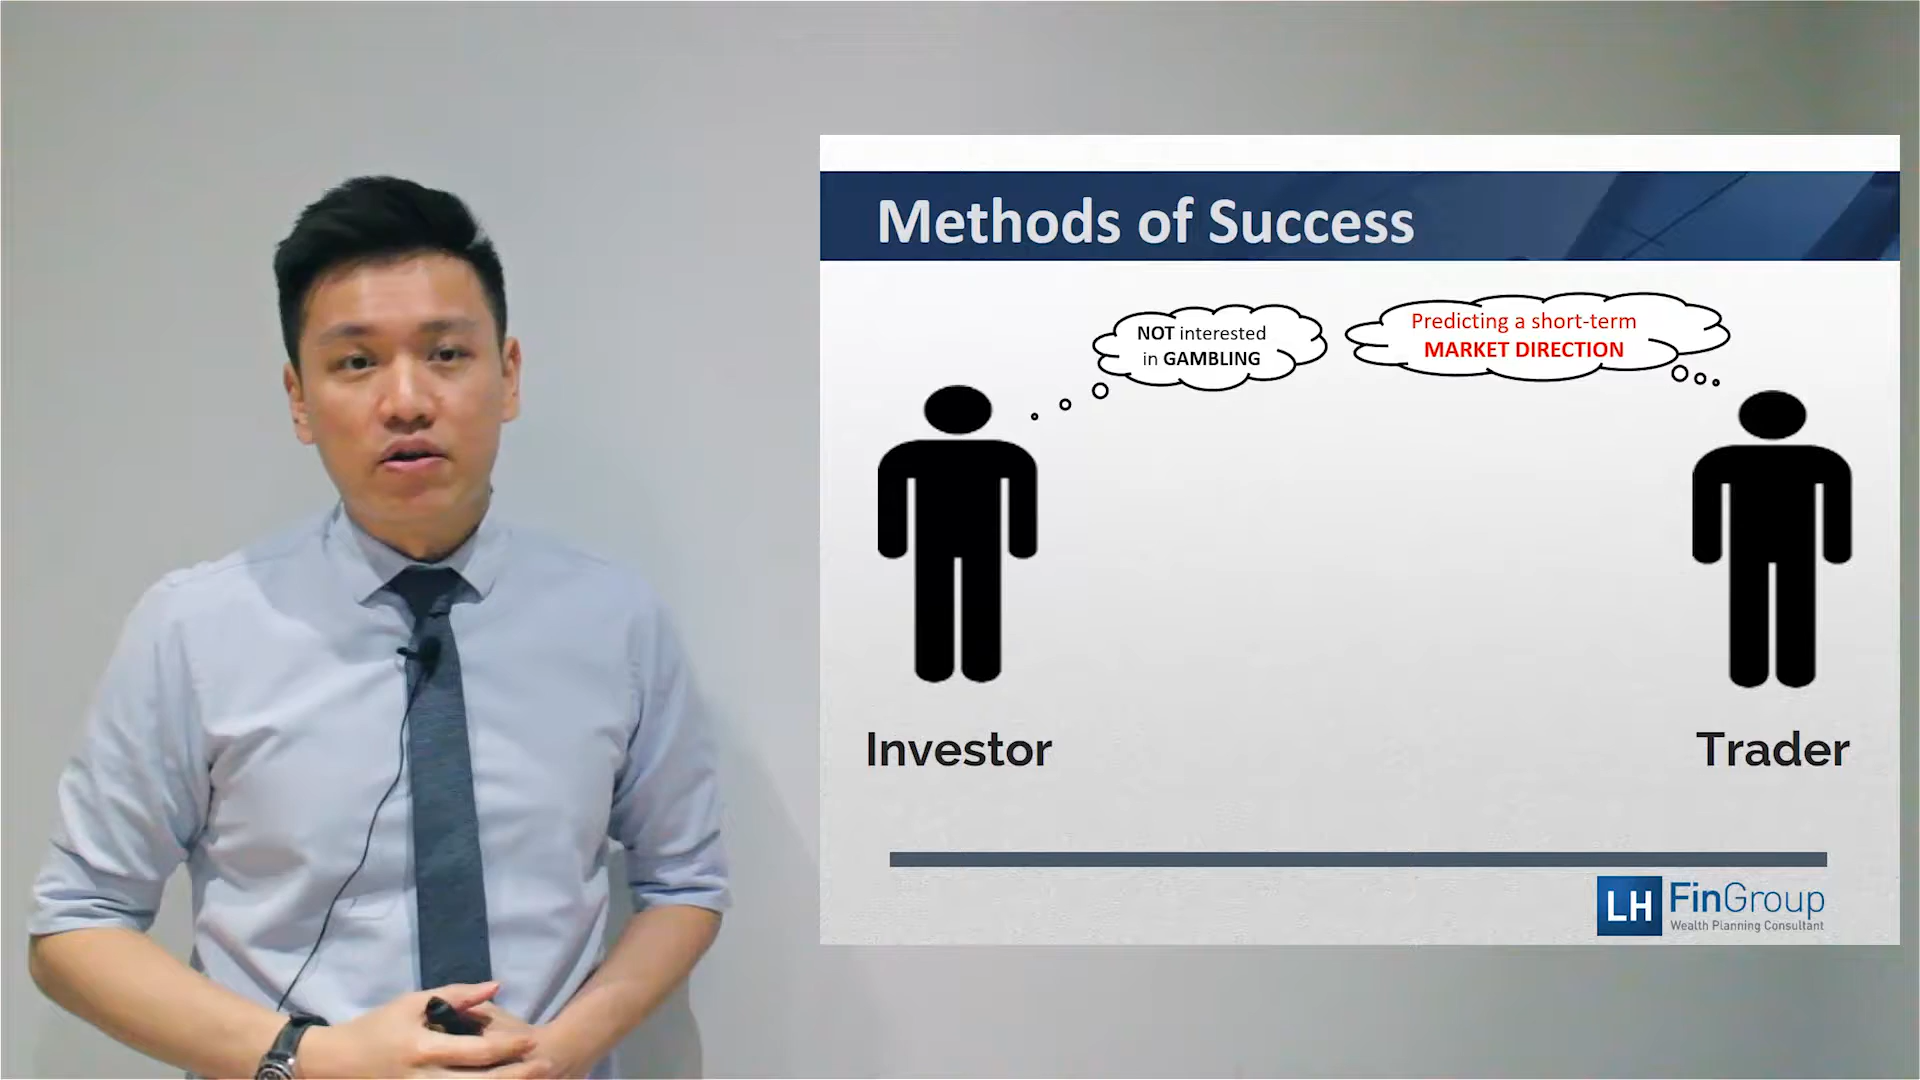 Methods of Success
NOT interested
in GAMBLING
Predicting a short-term
MARKET DIRECTION
Investor
Trader
LH FinGroup
Wealth Planning Consultant